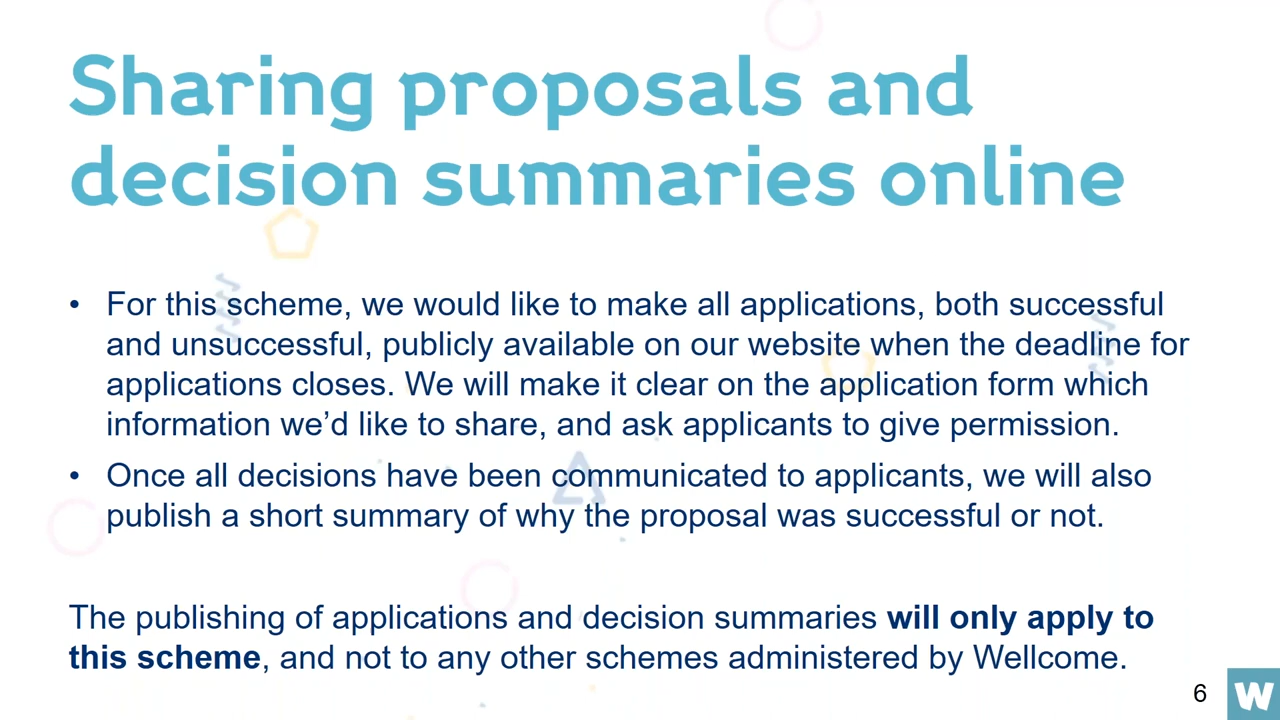 Sharing proposals and
decision summaries online
• For this scheme, we would like to make all applications, both successful
and unsuccessful, publicly available on our website when the deadline for
applications closes. We will make it clear on the application form which
information we’d like to share, and ask applicants to give permission.
• Once all decisions have been communicated to applicants, we will also
publish a short summary of why the proposal was successful or not.
The publishing of applications and decision summaries will only apply to
this scheme, and not to any other schemes administered by Wellcome.
6
W